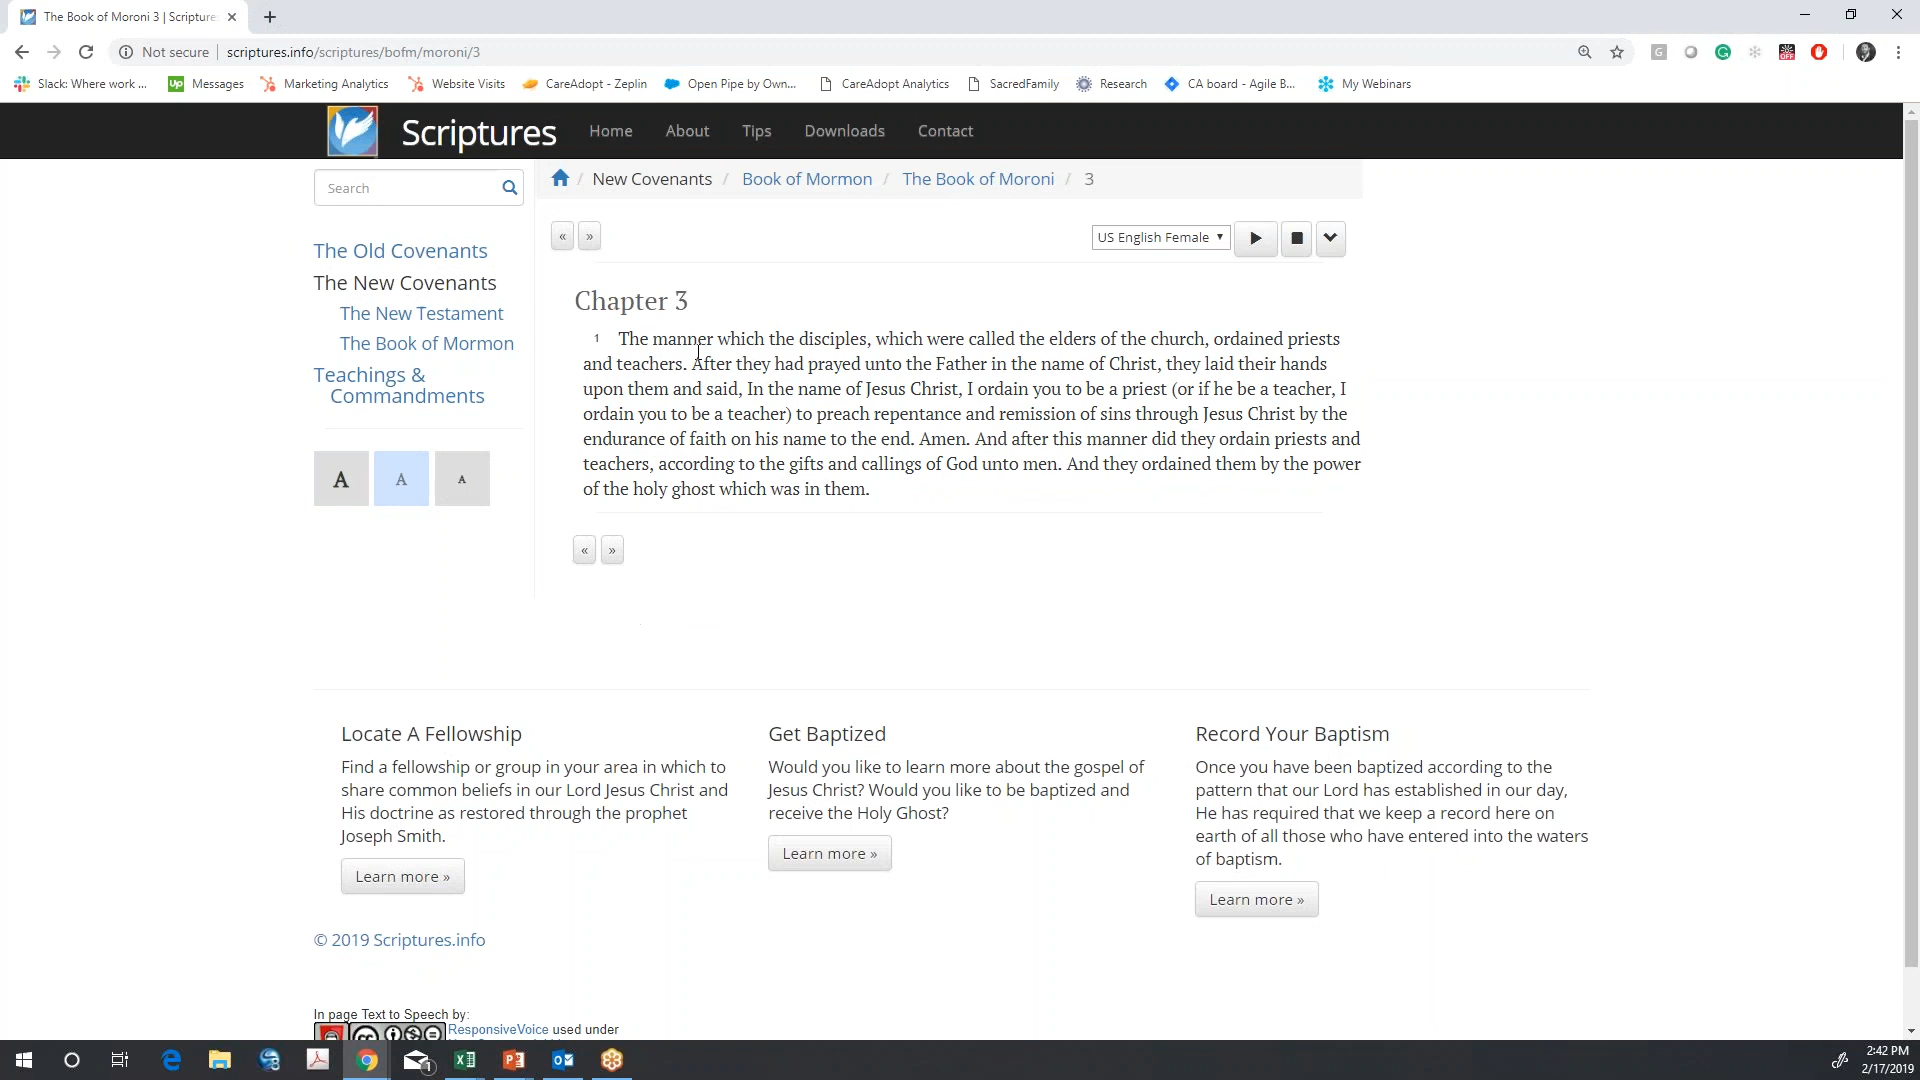 The Book of Moroni 3 | Scripture
Not secure
scriptures.info/scriptures/bofm/moroni/3
Slack: Where work ...
Messages
Marketing Analytics
Website Visits
CareAdopt - Zeplin
Open Pipe by Own...
CareAdopt Analytics
SacredFamily
Research
CA board - Agile B...
My Webinars
Scriptures
Home
About
Tips
Downloads
Contact
Search
/ New Covenants / Book of Mormon / The Book of Moroni / 3
The Old Covenants
The New Covenants
The New Testament
The Book of Mormon
Teachings &
Commandments
A A A
« »
US English Female
Chapter 3
1 The manner which the disciples, which were called the elders of the church, ordained priests
and teachers. After they had prayed unto the Father in the name of Christ, they laid their hands
upon them and said, In the name of Jesus Christ, I ordain you to be a priest (or if he be a teacher, I
ordain you to be a teacher) to preach repentance and remission of sins through Jesus Christ by the
endurance of faith on his name to the end. Amen. And after this manner did they ordain priests and
teachers, according to the gifts and callings of God unto men. And they ordained them by the power
of the holy ghost which was in them.
« »
Locate A Fellowship
Find a fellowship or group in your area in which to
share common beliefs in our Lord Jesus Christ and
His doctrine as restored through the prophet
Joseph Smith.
Learn more »
Get Baptized
Would you like to learn more about the gospel of
Jesus Christ? Would you like to be baptized and
receive the Holy Ghost?
Learn more »
Record Your Baptism
Once you have been baptized according to the
pattern that our Lord has established in our day,
He has required that we keep a record here on
earth of all those who have entered into the waters
of baptism.
Learn more »
© 2019 Scriptures.info
In page Text to Speech by:
ResponsiveVoice used under
2:42 PM
2/17/2019